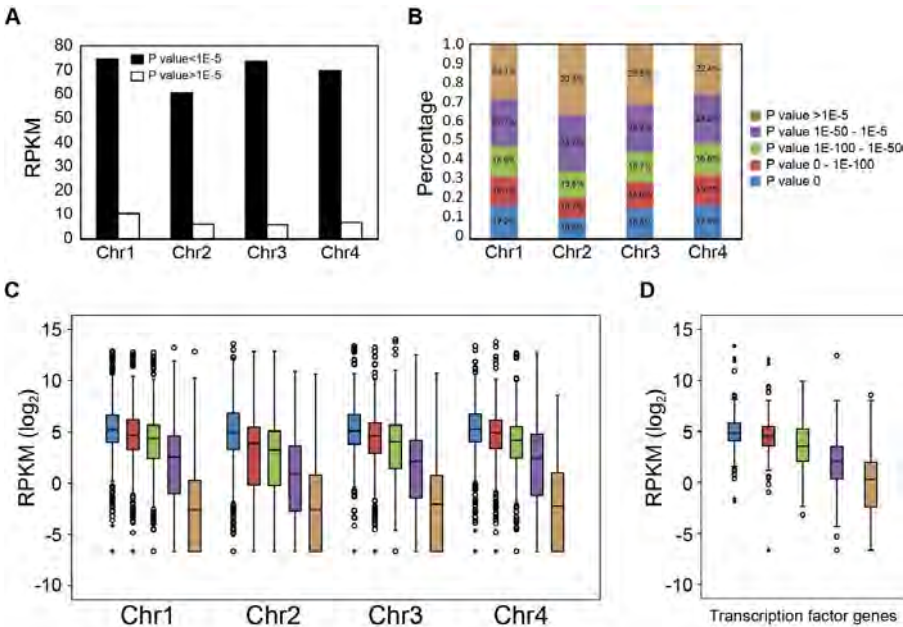 A
RPKM
80
70
60
50
40
30
20
10
0
P value<1E-5
P value>1E-5
Chr1 Chr2 Chr3 Chr4
B
Percentage
1.0
0.9
0.8
0.7
0.6
0.5
0.4
0.3
0.2
0.1
0
Chr1 Chr2 Chr3 Chr4
P value >1E-5
P value 1E-50 - 1E-5
P value 1E-100 - 1E-50
P value 0 - 1E-100
P value 0
C
RPKM (log2)
15
10
5
0
-5
-10
Chr1 Chr2 Chr3 Chr4
D
RPKM (log2)
15
10
5
0
-5
-10
Transcription factor genes